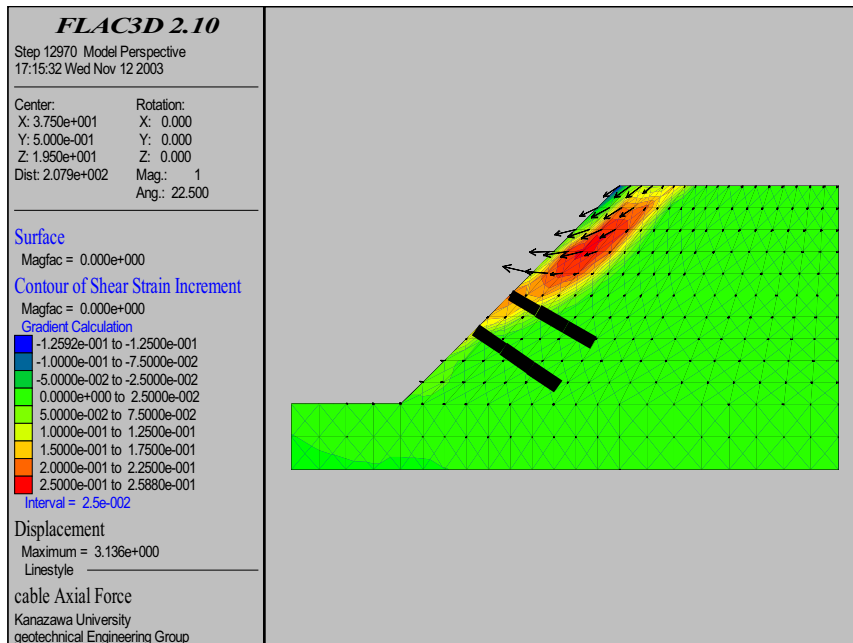 FLAC3D 2.10
Step 12970 Model Perspective
17:15:32 Wed Nov 12 2003
Center:
X: 3.750e+001
Y: 5.000e-001
Z: 1.950e+001
Dist: 2.079e+002
Rotation:
X: 0.000
Y: 0.000
Z: 0.000
Mag.: 1
Ang.: 22.500
Surface
Magfac = 0.000e+000
Contour of Shear Strain Increment
Magfac = 0.000e+000
Gradient Calculation
-1.2592e-001 to -1.2500e-001
-1.0000e-001 to -7.5000e-002
-5.0000e-002 to -2.5000e-002
0.0000e+000 to 2.5000e-002
5.0000e-002 to 7.5000e-002
1.0000e-001 to 1.2500e-001
1.5000e-001 to 1.7500e-001
2.0000e-001 to 2.2500e-001
2.5000e-001 to 2.5880e-001
Interval = 2.5e-002
Displacement
Maximum = 3.136e+000
Linestyle
cable Axial Force
Kanazawa University
geotechnical Engineering Group